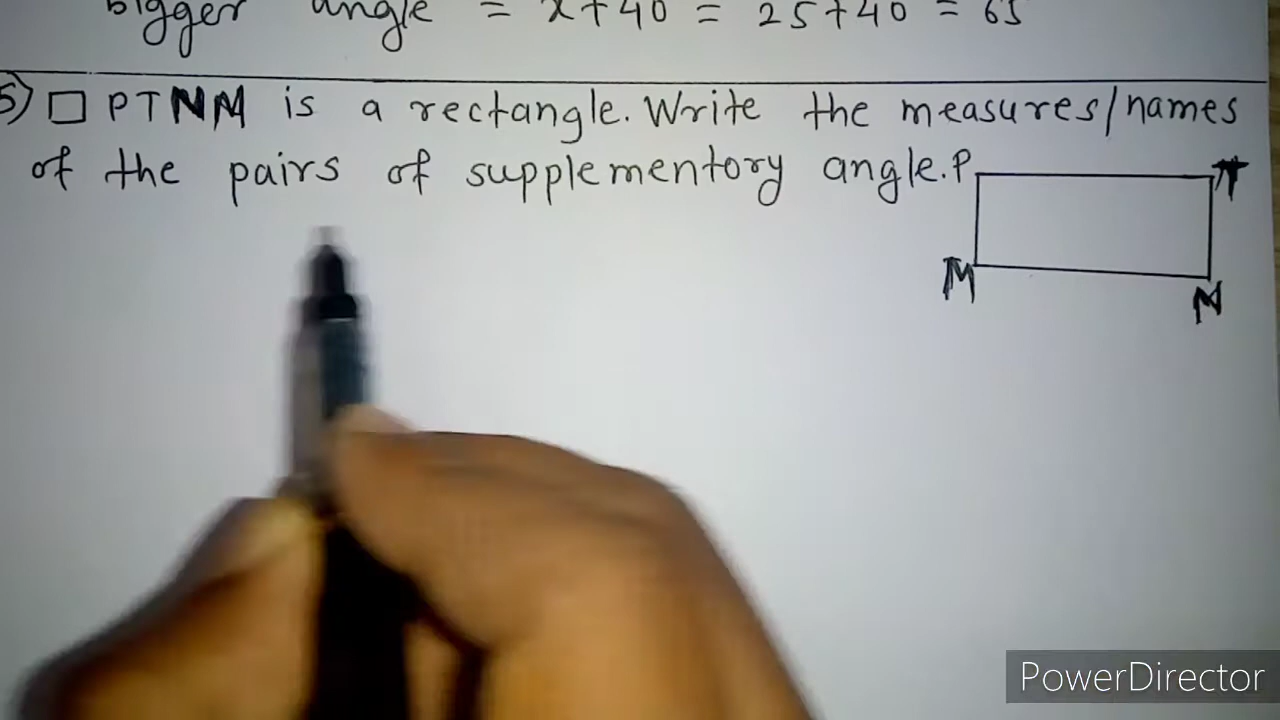 bigger angle = x+40 = 25+40 = 65
5) □ PTNM is a rectangle. Write the measures/names
of the pairs of supplementory angle.
P
T
M
N
PowerDirector